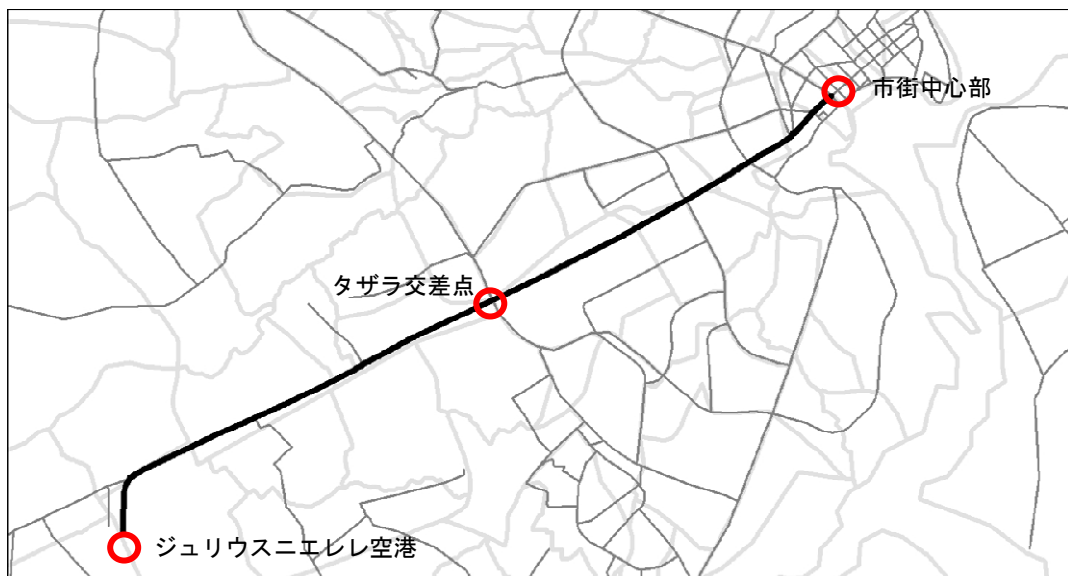 市街中心部
タザラ交差点
ジュリウスニエレレ空港